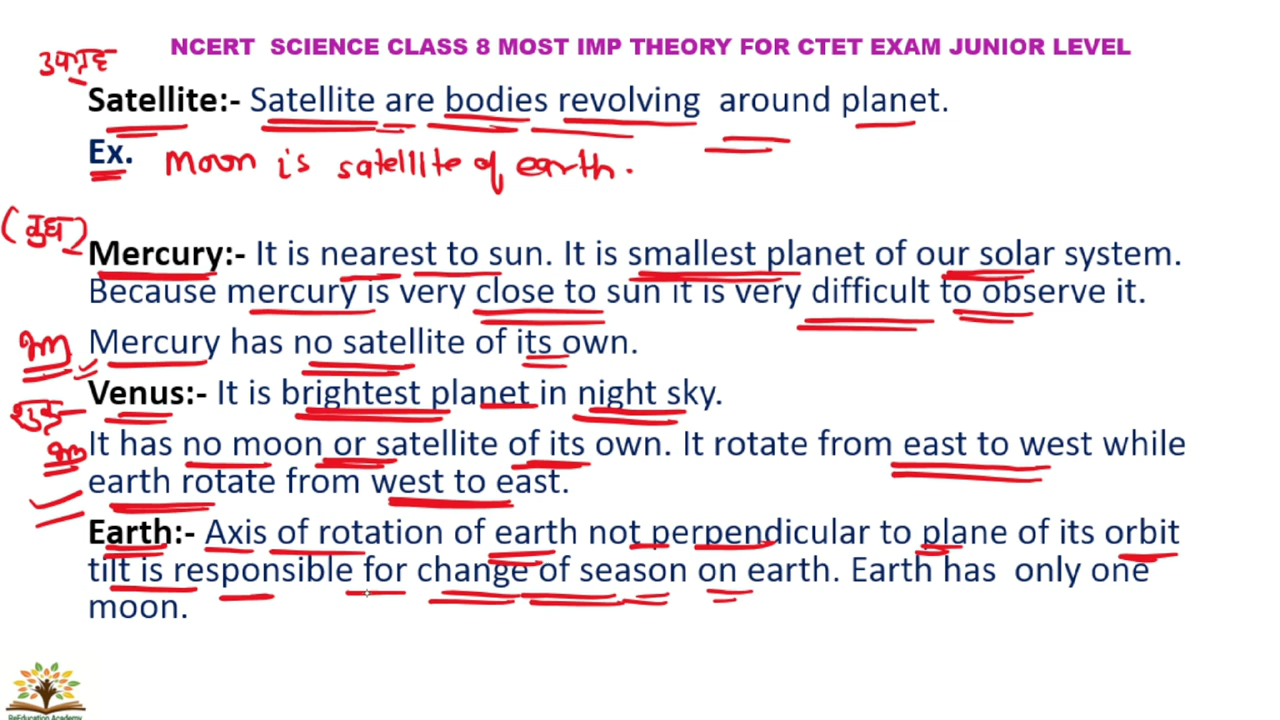 NCERT SCIENCE CLASS 8 MOST IMP THEORY FOR CTET EXAM JUNIOR LEVEL
उपग्रह
Satellite:- Satellite are bodies revolving around planet.
Ex. Moon is satellite of earth.
(बुध)
Mercury:- It is nearest to sun. It is smallest planet of our solar system.
Because mercury is very close to sun it is very difficult to observe it.
Mercury has no satellite of its own.
Venus:- It is brightest planet in night sky.
शुक्र
It has no moon or satellite of its own. It rotate from east to west while
earth rotate from west to east.
Earth:- Axis of rotation of earth not perpendicular to plane of its orbit
tilt is responsible for change of season on earth. Earth has only one
moon.
BeEducation Academy